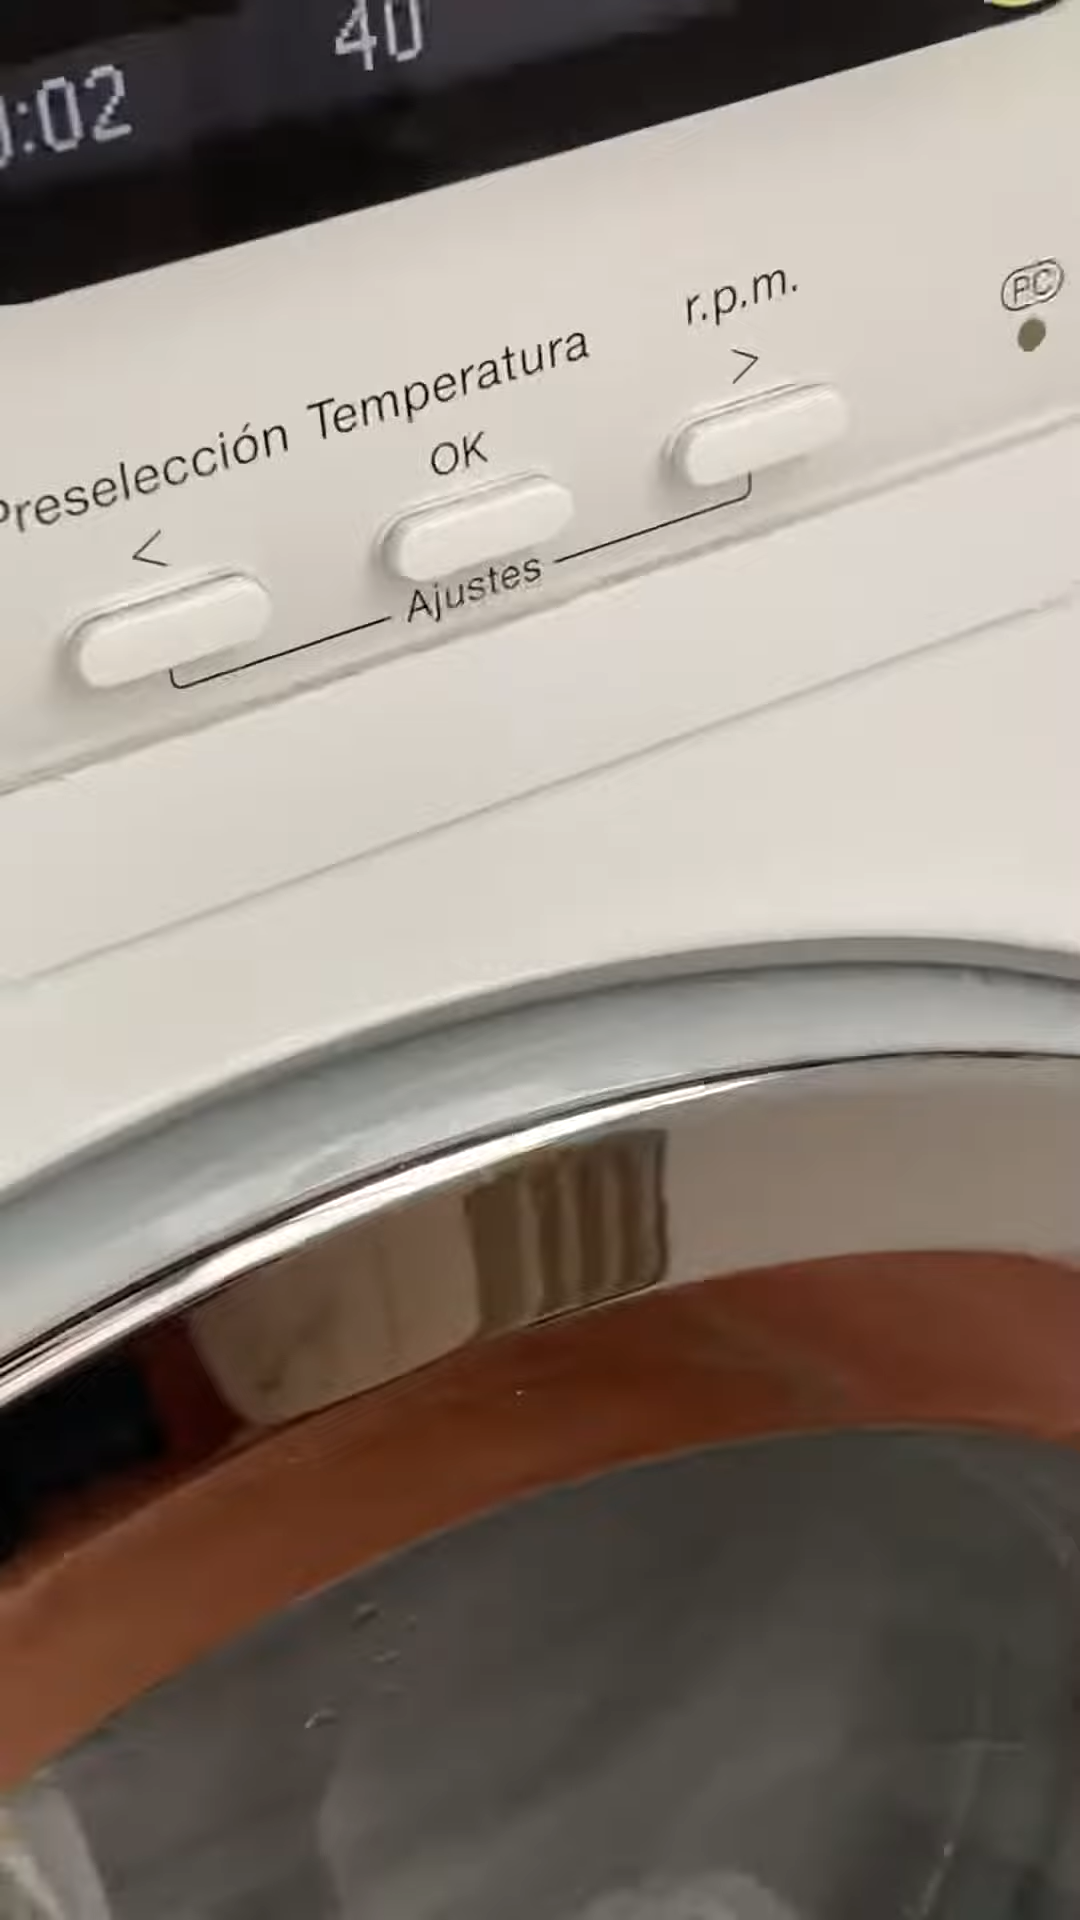 :02
40
r.p.m.
PC
>
Preselección Temperatura
OK
<
Ajustes